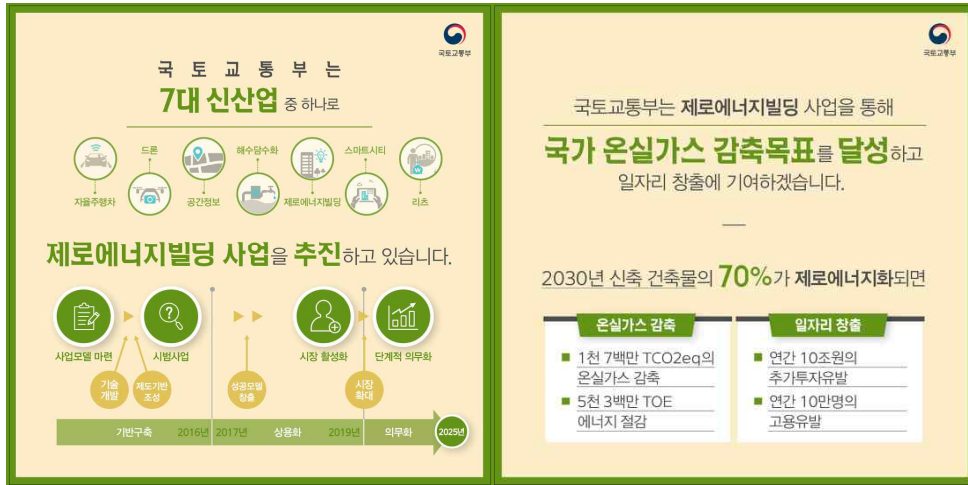 국토교통부
국토교통부는
7대 신산업 중 하나로
드론
해수담수화
스마트시티
자율주행차
공간정보
제로에너지빌딩
리츠
제로에너지빌딩 사업을 추진하고 있습니다.
사업모델 마련
시범사업
시장 활성화
단계적 의무화
기술
개발
제도기반
조성
성공모델
창출
시장
확대
기반구축
2016년
2017년
상용화
2019년
의무화
2025년
국토교통부
국토교통부는 제로에너지빌딩 사업을 통해
국가 온실가스 감축목표를 달성하고
일자리 창출에 기여하겠습니다.
2030년 신축 건축물의 70%가 제로에너지화되면
온실가스 감축
1천 7백만 TCO2eq의
온실가스 감축
5천 3백만 TOE
에너지 절감
일자리 창출
연간 10조원의
추가투자유발
연간 10만명의
고용유발